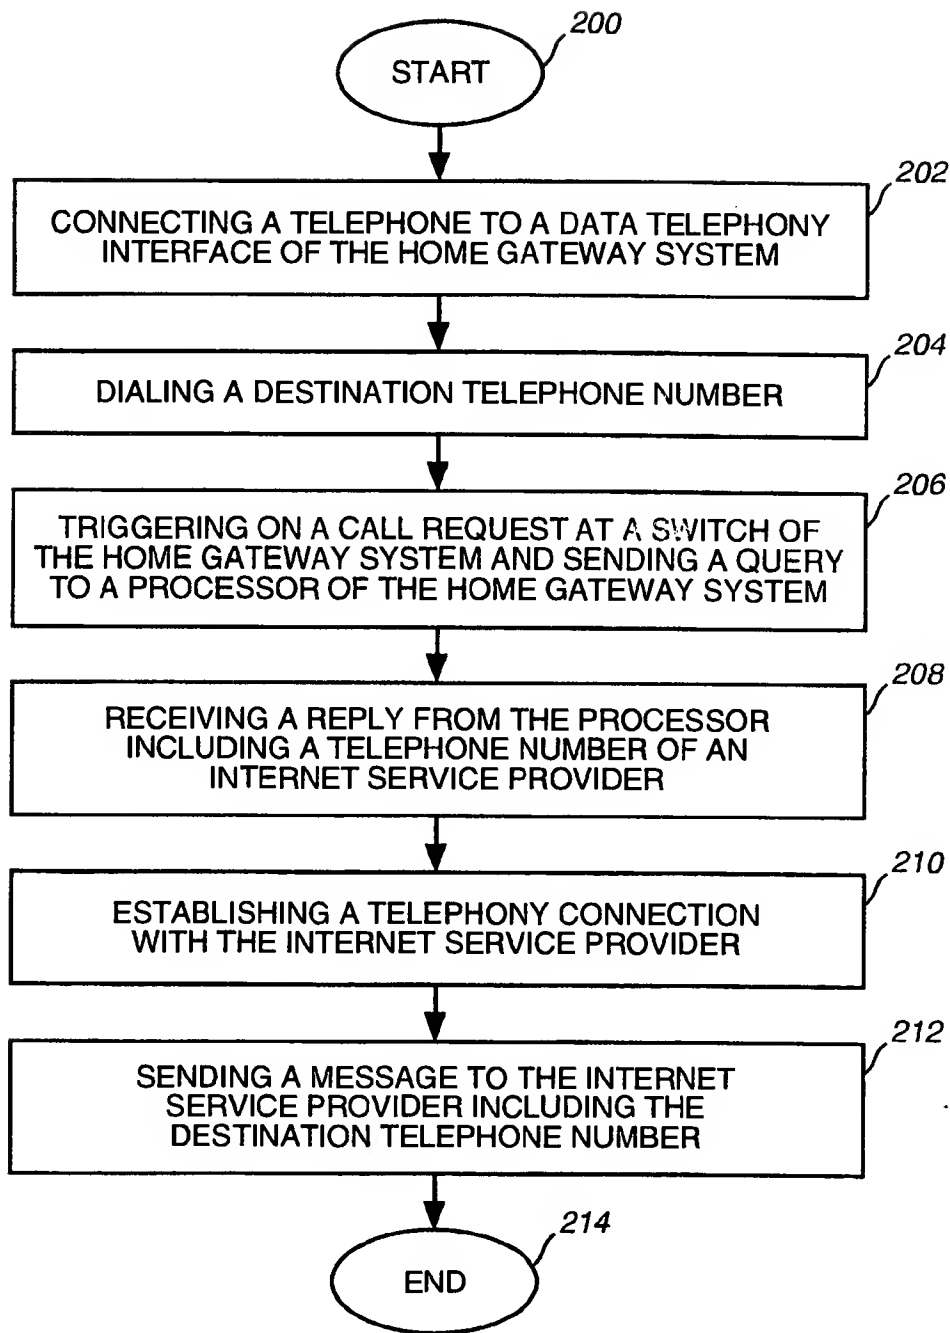 200
START
202
CONNECTING A TELEPHONE TO A DATA TELEPHONY
INTERFACE OF THE HOME GATEWAY SYSTEM
204
DIALING A DESTINATION TELEPHONE NUMBER
206
TRIGGERING ON A CALL REQUEST AT A SWITCH OF
THE HOME GATEWAY SYSTEM AND SENDING A QUERY
TO A PROCESSOR OF THE HOME GATEWAY SYSTEM
208
RECEIVING A REPLY FROM THE PROCESSOR
INCLUDING A TELEPHONE NUMBER OF AN
INTERNET SERVICE PROVIDER
210
ESTABLISHING A TELEPHONY CONNECTION
WITH THE INTERNET SERVICE PROVIDER
212
SENDING A MESSAGE TO THE INTERNET
SERVICE PROVIDER INCLUDING THE
DESTINATION TELEPHONE NUMBER
214
END